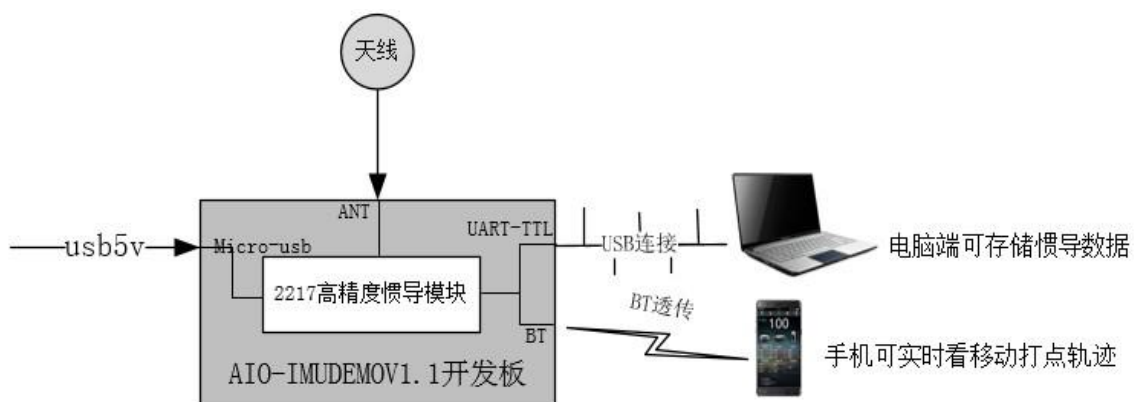 天线
ANT
UART-TTL
usb5v
Micro-usb
USB连接
电脑端可存储惯导数据
2217高精度惯导模块
BT透传
100
BT
手机可实时看移动打点轨迹
AIO-IMUDEMOV1.1开发板